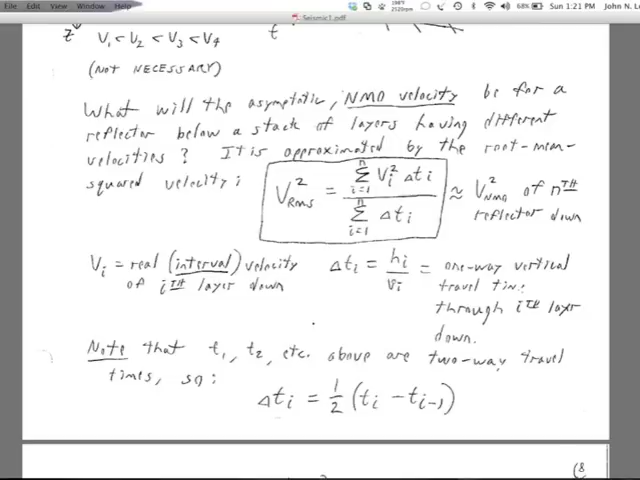 File Edit View Window Help
68% Sun 1:21 PM John N. L
Seismic1.pdf
Z V₁ < V₂ < V₃ < V₄ t
(NOT NECESSARY)
What will the asymptotic, NMO velocity be for a
reflector below a stack of layers having different
velocities? It is approximated by the root-mean-
squared velocity:
V²RMS = Σⁿᵢ₌₁ Vᵢ² Δtᵢ / Σⁿᵢ₌₁ Δtᵢ ≈ V²NMO of nTH
reflector down
Vᵢ = real (interval) velocity
of iTH layer down
Δtᵢ = hᵢ/vᵢ = one-way vertical
travel time
through iTH layer
down.
Note that t₁, t₂, etc. above are two-way travel
times, so:
Δtᵢ = 1/2 (tᵢ - tᵢ₋₁)
(8